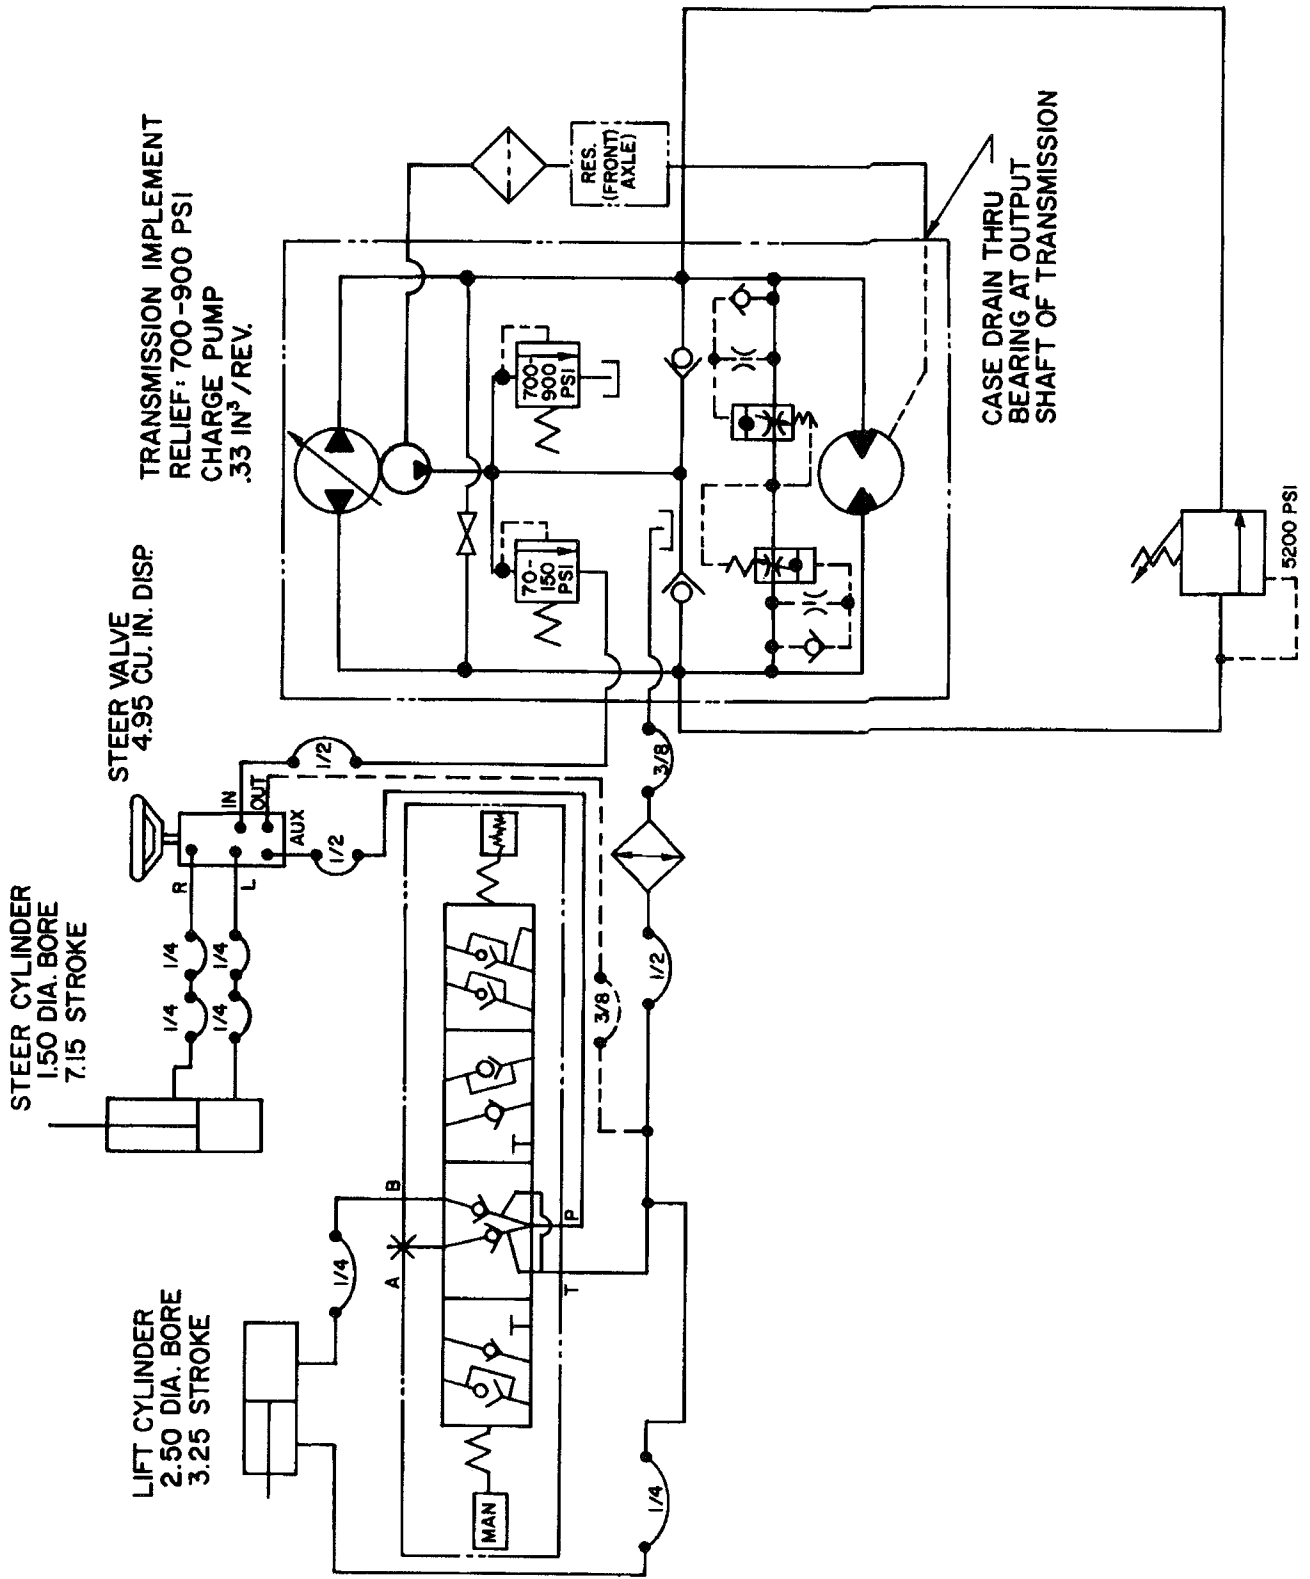 STEER CYLINDER
1.50 DIA. BORE
7.15 STROKE
STEER VALVE
4.95 CU. IN. DISP.
TRANSMISSION IMPLEMENT
RELIEF: 700-900 PSI
CHARGE PUMP
.33 IN³/REV.
LIFT CYLINDER
2.50 DIA. BORE
3.25 STROKE
R
L
IN
OUT
AUX
1/4
1/4
1/4
1/4
1/2
1/2
1/4
A
B
T
P
T
T
MAN
3/8
1/2
3/8
1/4
70-
150
PSI
700-
900
PSI
RES.
(FRONT)
AXLE)
CASE DRAIN THRU
BEARING AT OUTPUT
SHAFT OF TRANSMISSION
5200 PSI